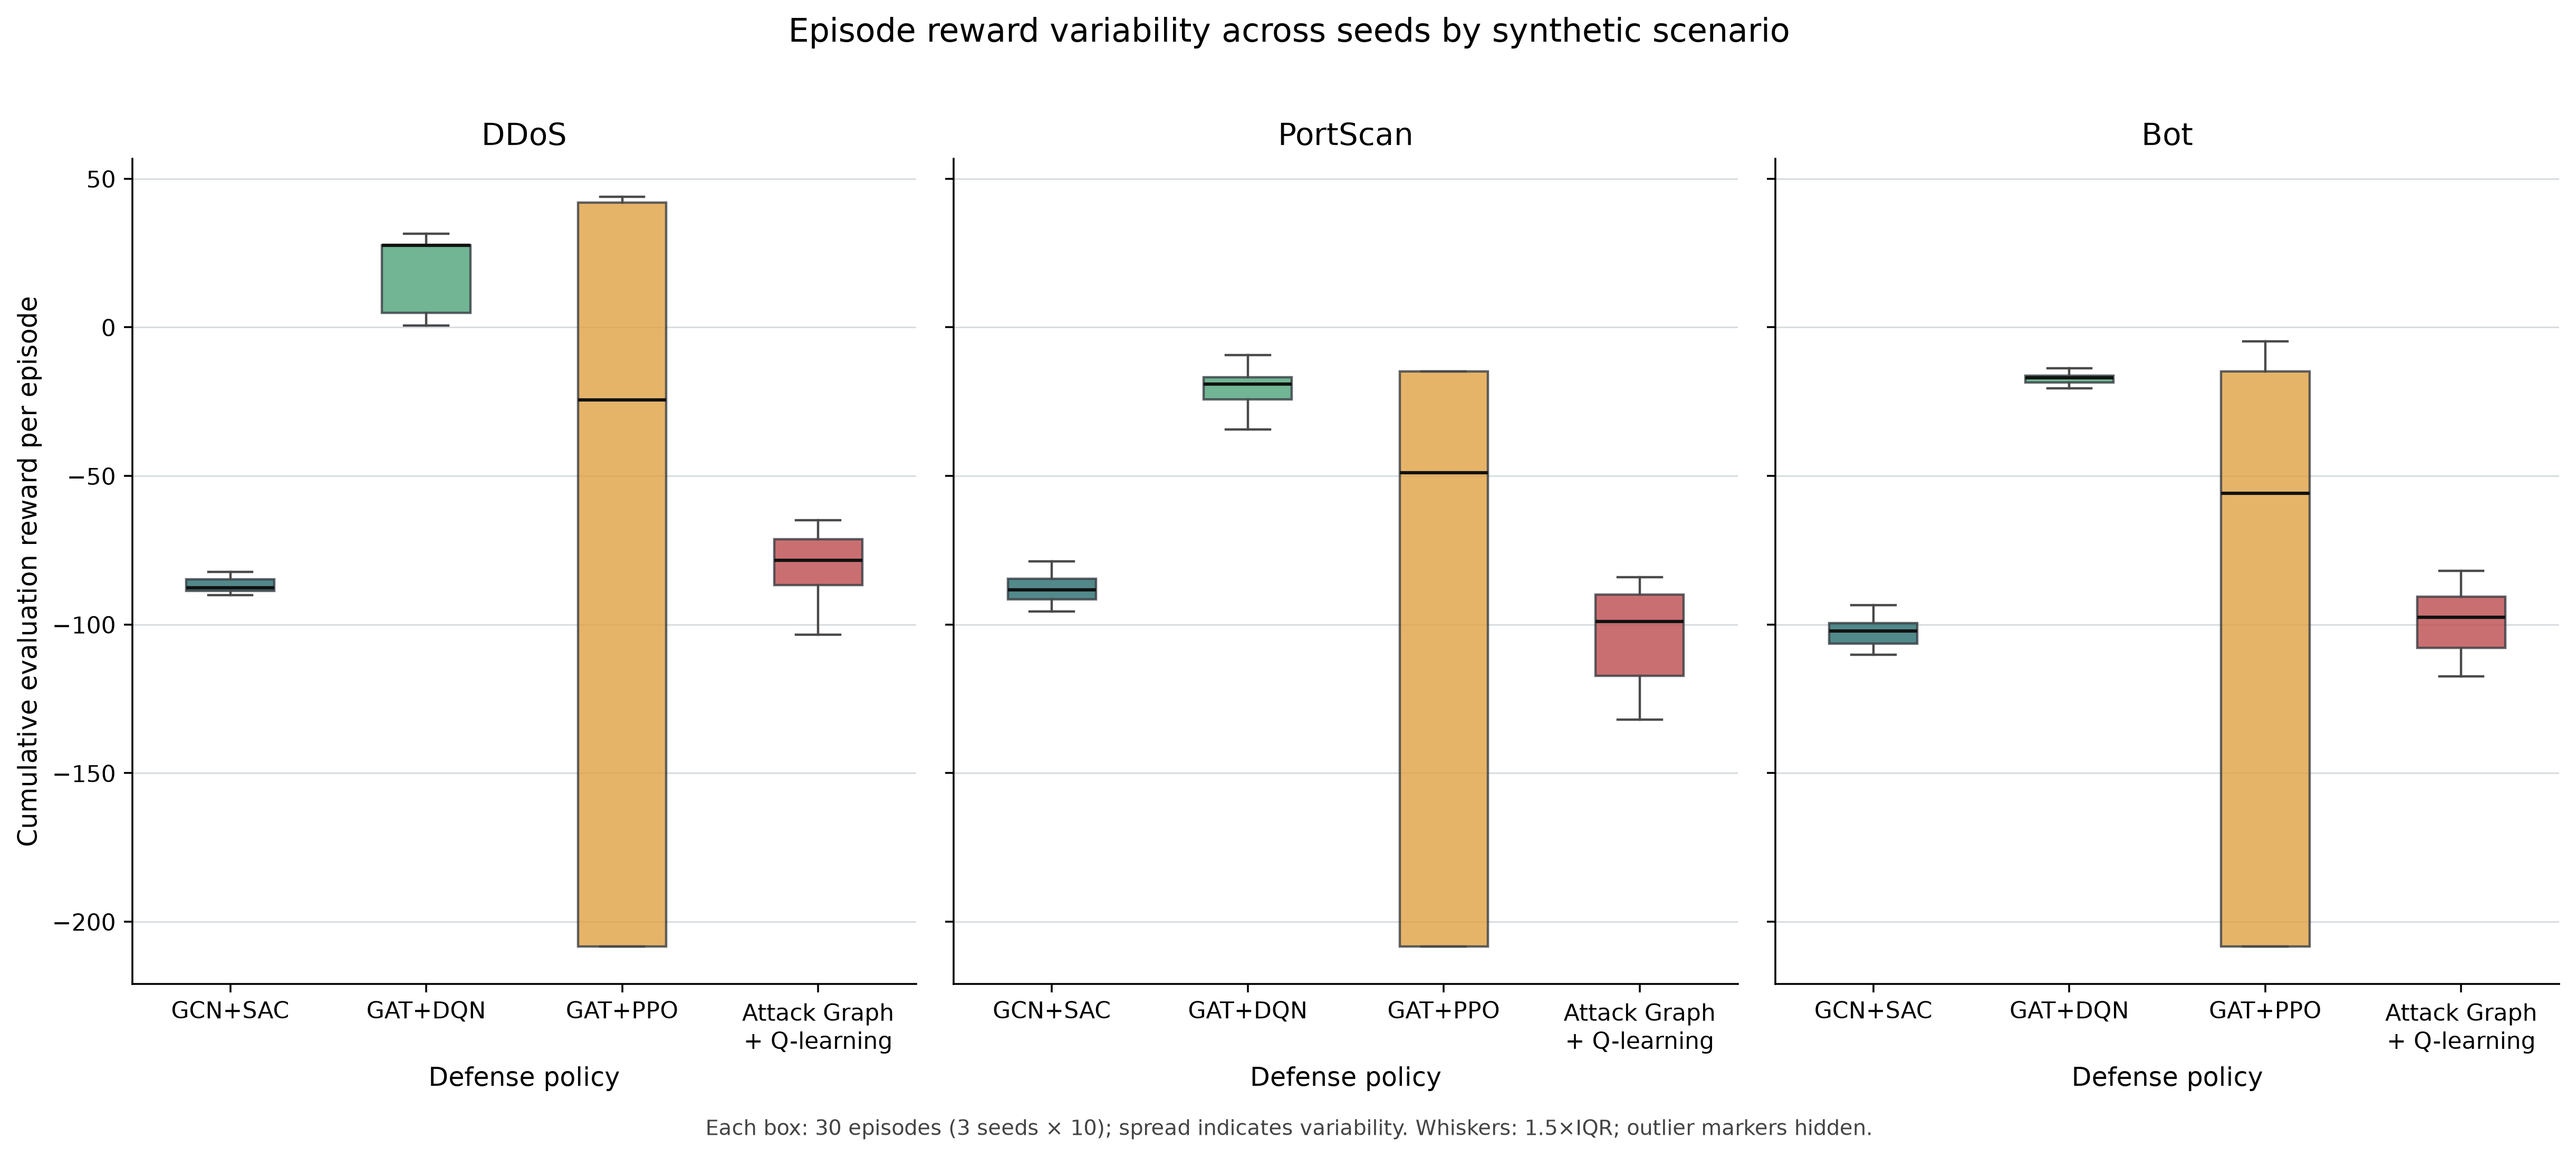 Episode reward variability across seeds by synthetic scenario
DDoS
PortScan
Bot
Cumulative evaluation reward per episode
50
0
−50
−100
−150
−200
GCN+SAC
GAT+DQN
GAT+PPO
Attack Graph
+ Q-learning
GCN+SAC
GAT+DQN
GAT+PPO
Attack Graph
+ Q-learning
GCN+SAC
GAT+DQN
GAT+PPO
Attack Graph
+ Q-learning
Defense policy
Defense policy
Defense policy
Each box: 30 episodes (3 seeds × 10); spread indicates variability. Whiskers: 1.5×IQR; outlier markers hidden.